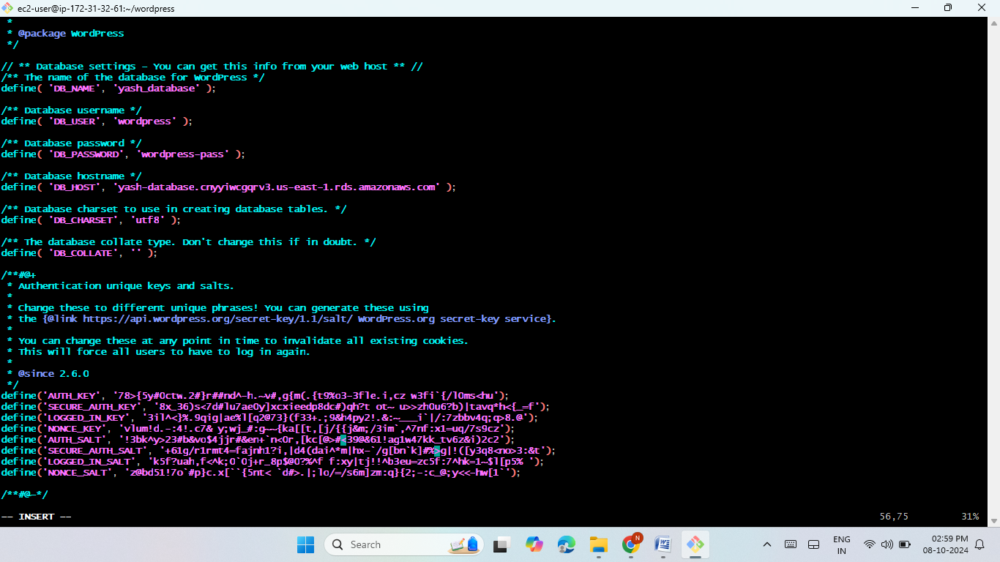 ec2-user@ip-172-31-32-61:~/wordpress
*
* @package WordPress
*/
// ** Database settings - You can get this info from your web host ** //
/** The name of the database for WordPress */
define( 'DB_NAME', 'yash_database' );
/** Database username */
define( 'DB_USER', 'wordpress' );
/** Database password */
define( 'DB_PASSWORD', 'wordpress-pass' );
/** Database hostname */
define( 'DB_HOST', 'yash-database.cnyyiwcgqrv3.us-east-1.rds.amazonaws.com' );
/** Database charset to use in creating database tables. */
define( 'DB_CHARSET', 'utf8' );
/** The database collate type. Don't change this if in doubt. */
define( 'DB_COLLATE', '' );
/**#@+
* Authentication unique keys and salts.
*
* Change these to different unique phrases! You can generate these using
* the {@link https://api.wordpress.org/secret-key/1.1/salt/ WordPress.org secret-key service}.
*
* You can change these at any point in time to invalidate all existing cookies.
* This will force all users to have to log in again.
*
* @since 2.6.0
*/
define('AUTH_KEY', '78>{5y#0ctw.2#}r##nd^-h.~v#,g{m(.{t9%o3-3fle.i,cz w3fi`{/l0ms<hu');
define('SECURE_AUTH_KEY', '8x_36)s<7d#lu7ae0y]xcxieedp8dc#)qh?t ot~ u>>zh0u6?b)|tavq*h<{_=f');
define('LOGGED_IN_KEY', '3il^<}%.9qig|ae%l[q2@73}(f33+.;9&h4py2!.&:~___i`|/:7zbbv4q;q>8.@');
define('NONCE_KEY', 'vlum!d.-:4!.c7& y;wj_#:g~~{ka[[t,[j/{{j&m;/3im`,^7nf:x1=uq/7s9cz');
define('AUTH_SALT', '!3bk^y>23#b&vo$4jjr#&en+`n<0r,[kc[@>#<39@&61!ag1w47kk_tv6z&i)2c2');
define('SECURE_AUTH_SALT', '+61g/r1rmt4=fajnh1?i,|d4(dai^*m|hx-`/g[bn`k]#%>g|!([y3q8<no>3:&t');
define('LOGGED_IN_SALT', 'k5f?uah,f<^k;0`0j+r_8p$@0?%^f f:xy|tj!!^b3eu=zc5f:7^hk=1~$l[p5% ');
define('NONCE_SALT', 'z@bd51!7o`#p}c.x[``{5nt< `d#>.|;lo/=/s6m]zm:q}{2;-:c_@;y<<-hw[1`');
/**#@-*/
-- INSERT --
56,75
31%
Search
N
ENG
IN
02:59 PM
08-10-2024